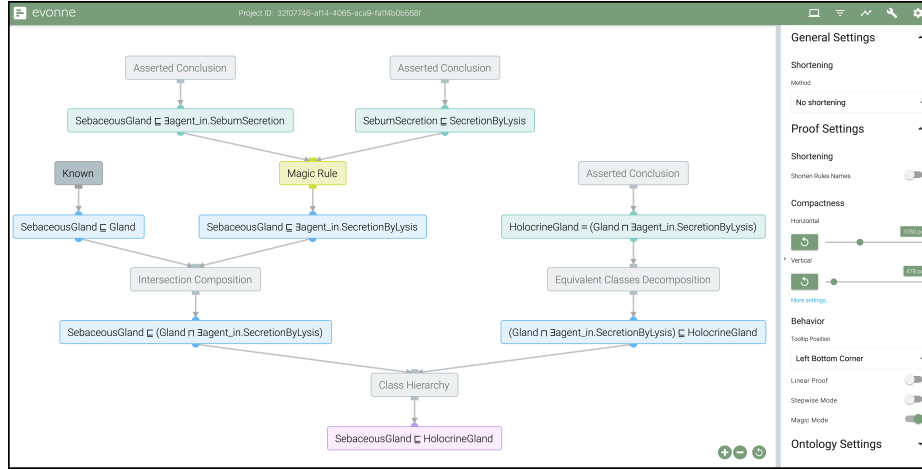 evonne
Project ID: 32f07746-af14-4065-aca9-fa1f4b0b568f
Asserted Conclusion
Asserted Conclusion
SebaceousGland ⊑ ∃agent_in.SebumSecretion
SebumSecretion ⊑ SecretionByLysis
Known
Magic Rule
Asserted Conclusion
SebaceousGland ⊑ Gland
SebaceousGland ⊑ ∃agent_in.SecretionByLysis
HolocrineGland ≡ (Gland ⊓ ∃agent_in.SecretionByLysis)
Intersection Composition
Equivalent Classes Decomposition
SebaceousGland ⊑ (Gland ⊓ ∃agent_in.SecretionByLysis)
(Gland ⊓ ∃agent_in.SecretionByLysis) ⊑ HolocrineGland
Class Hierarchy
SebaceousGland ⊑ HolocrineGland
General Settings
Shortening
Method
No shortening
Proof Settings
Shortening
Shorten Rules Names
Compactness
Horizontal
1050 px
Vertical
478 px
More settings...
Behavior
Tooltip Position
Left Bottom Corner
Linear Proof
Stepwise Mode
Magic Mode
Ontology Settings